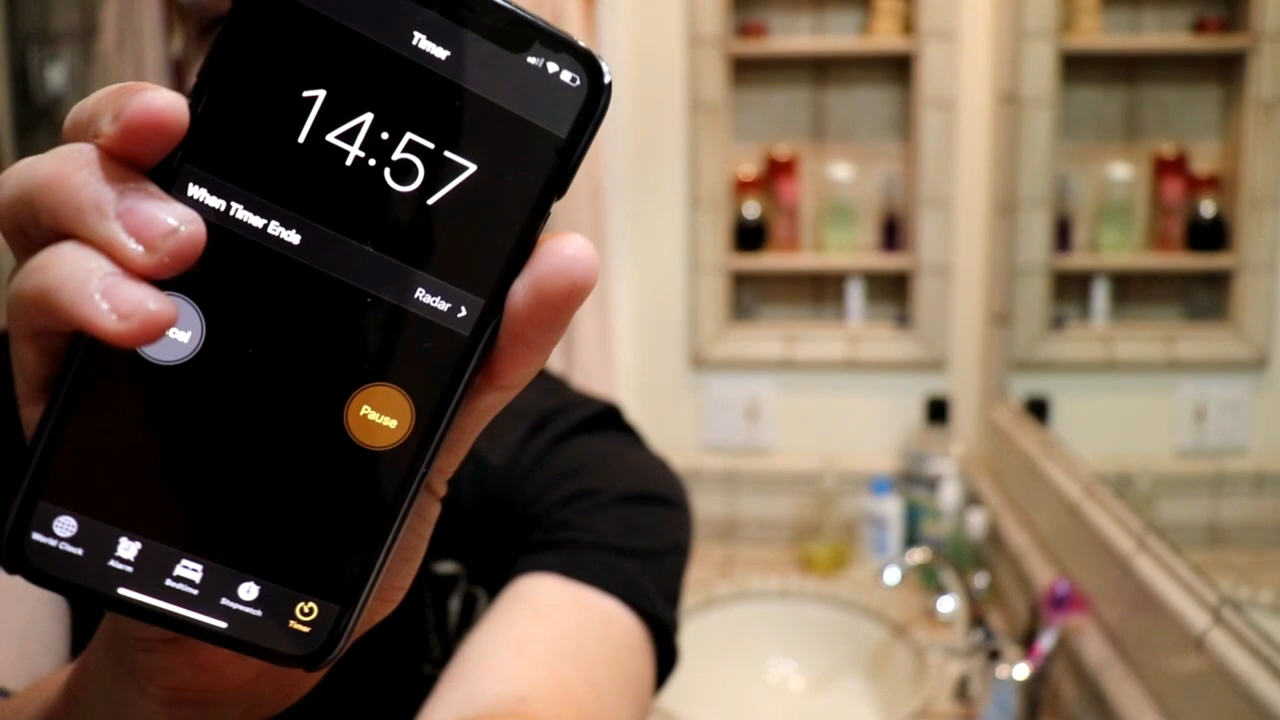 Timer
14:57
When Timer Ends
Radar
Pause
World Clock
Alarm
Bedtime
Stopwatch
Timer